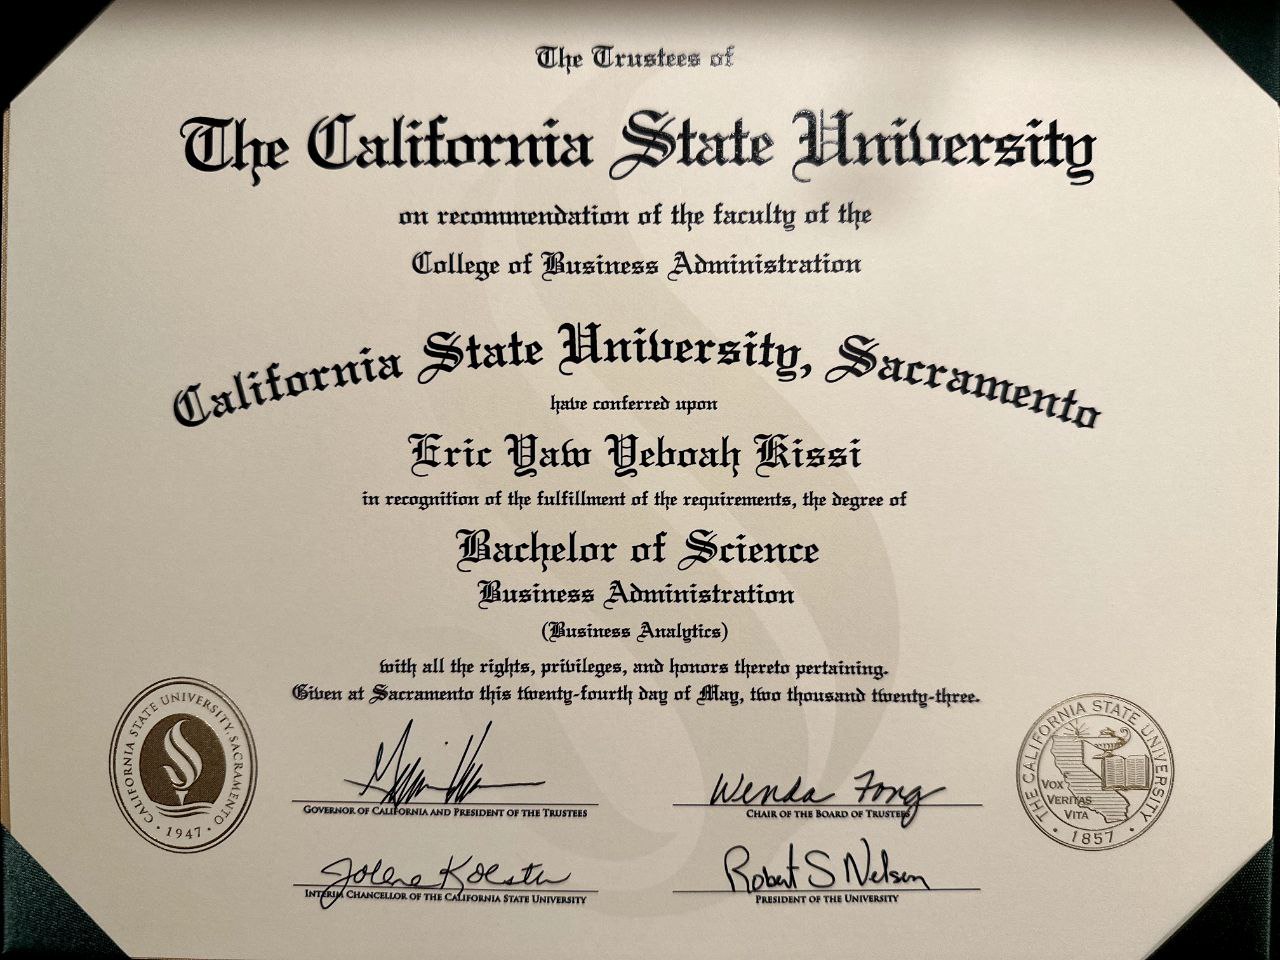 The Trustees of
The California State University
on recommendation of the faculty of the
College of Business Administration
California State University, Sacramento
have conferred upon
Eric Yaw Yeboah Kissi
in recognition of the fulfillment of the requirements, the degree of
Bachelor of Science
Business Administration
(Business Analytics)
with all the rights, privileges, and honors thereto pertaining.
Given at Sacramento this twenty-fourth day of May, two thousand twenty-three.
CALIFORNIA STATE UNIVERSITY, SACRAMENTO
· 1947 ·
GOVERNOR OF CALIFORNIA AND PRESIDENT OF THE TRUSTEES
Wenda Fong
CHAIR OF THE BOARD OF TRUSTEES
Jolene Koester
INTERIM CHANCELLOR OF THE CALIFORNIA STATE UNIVERSITY
Robert S Nelsen
PRESIDENT OF THE UNIVERSITY
· THE CALIFORNIA STATE UNIVERSITY ·
VOX
VERITAS
VITA
1857